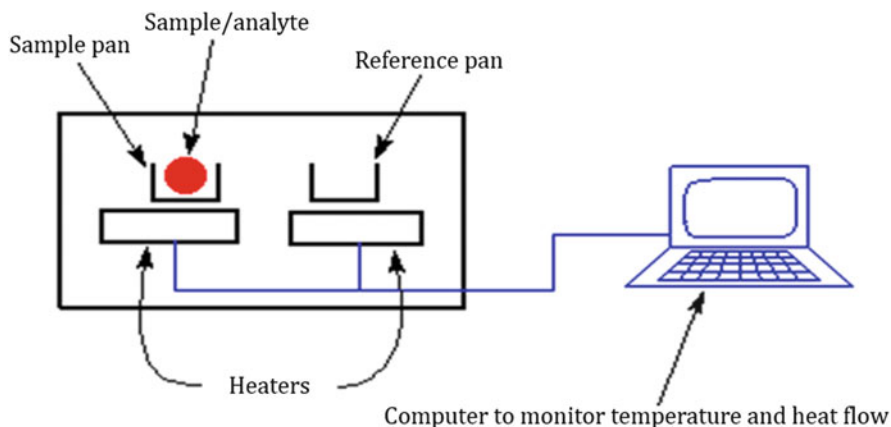 Sample/analyte
Sample pan
Reference pan
Heaters
Computer to monitor temperature and heat flow